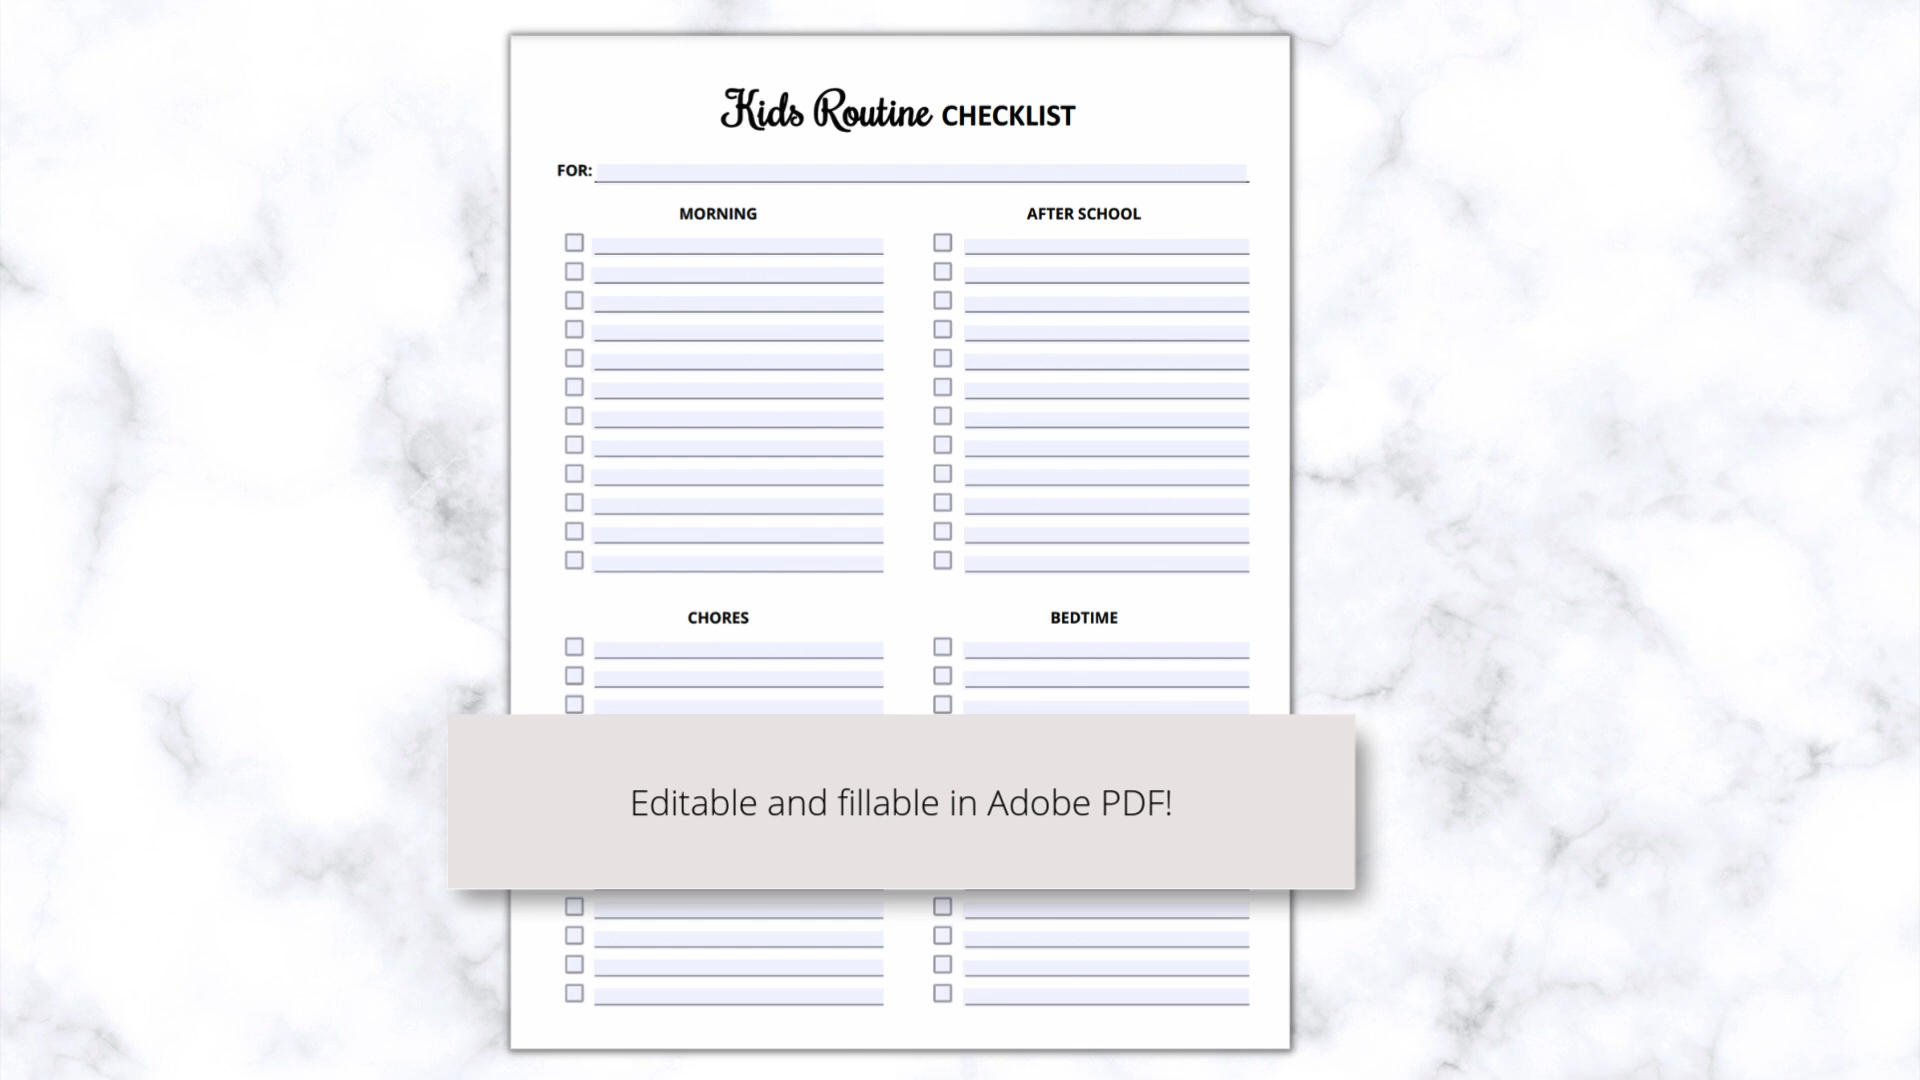 Kids Routine CHECKLIST
FOR:
MORNING
AFTER SCHOOL
CHORES
BEDTIME
Editable and fillable in Adobe PDF!